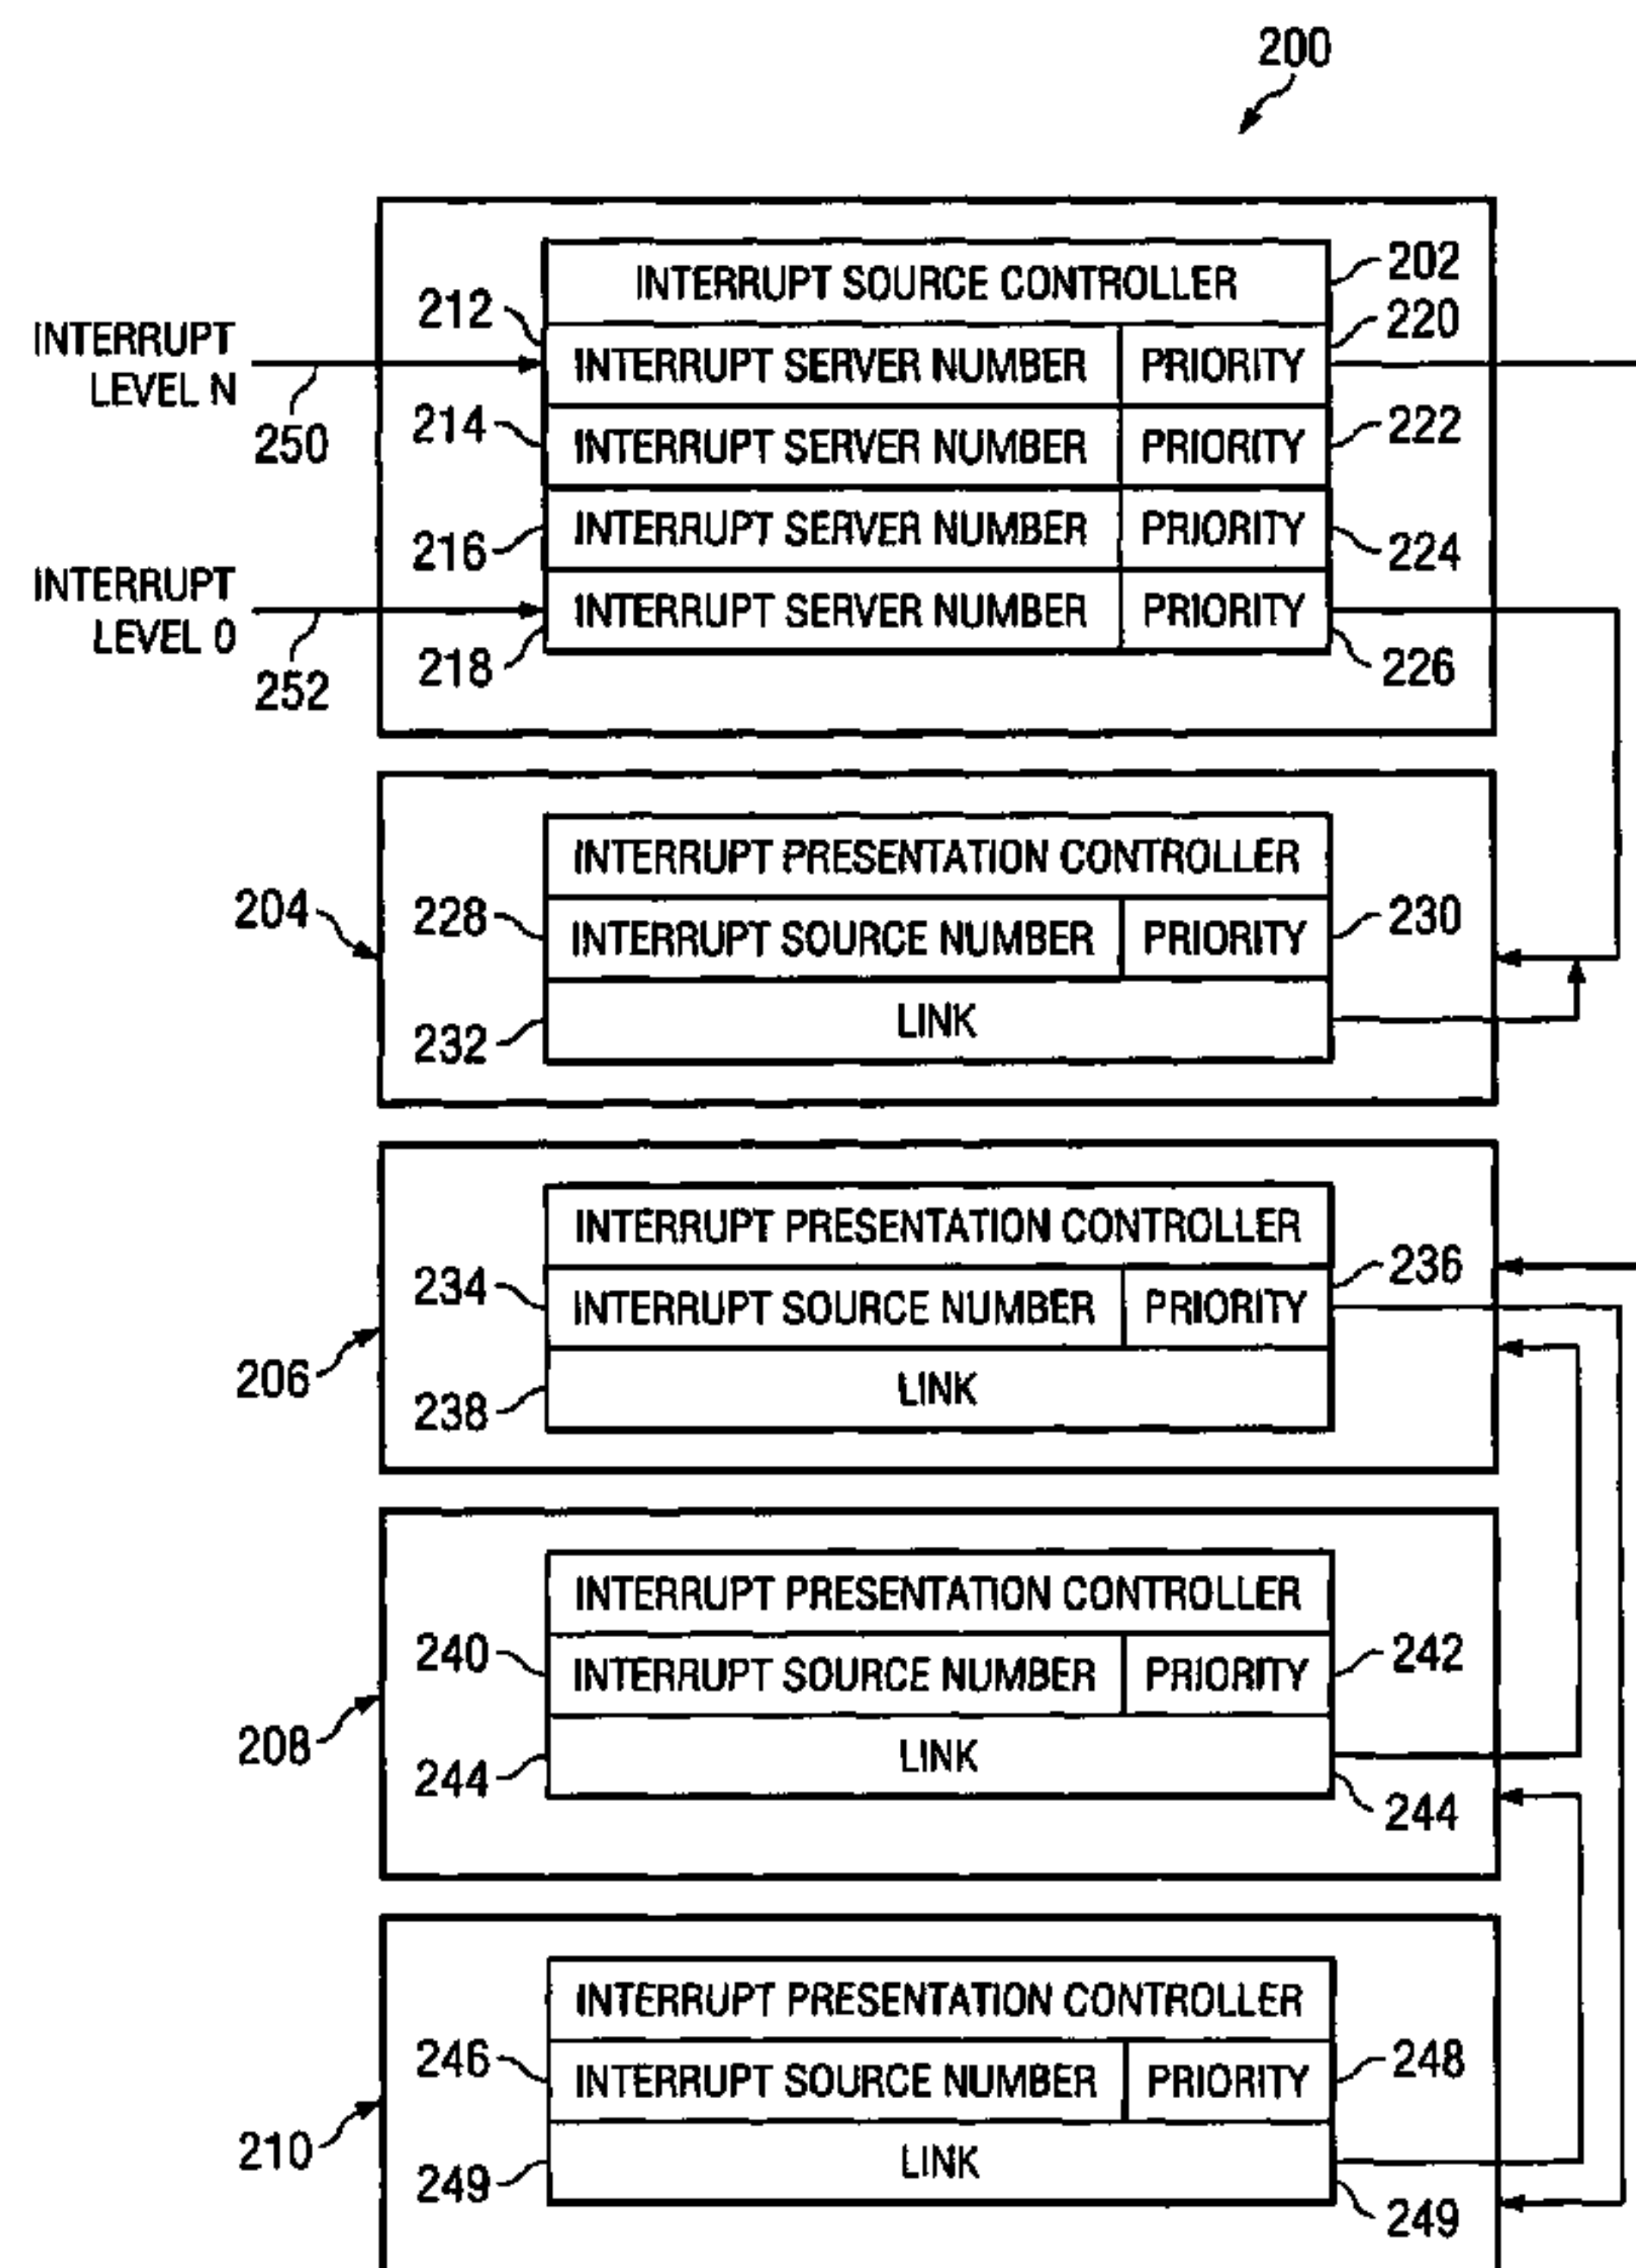 200
INTERRUPT SOURCE CONTROLLER
202
INTERRUPT
LEVEL N
250
212
INTERRUPT SERVER NUMBER
PRIORITY
220
214
INTERRUPT SERVER NUMBER
PRIORITY
222
216
INTERRUPT SERVER NUMBER
PRIORITY
224
INTERRUPT
LEVEL 0
252
218
INTERRUPT SERVER NUMBER
PRIORITY
226
204
INTERRUPT PRESENTATION CONTROLLER
228
INTERRUPT SOURCE NUMBER
PRIORITY
230
232
LINK
206
INTERRUPT PRESENTATION CONTROLLER
234
INTERRUPT SOURCE NUMBER
PRIORITY
236
238
LINK
208
INTERRUPT PRESENTATION CONTROLLER
240
INTERRUPT SOURCE NUMBER
PRIORITY
242
244
LINK
244
210
INTERRUPT PRESENTATION CONTROLLER
246
INTERRUPT SOURCE NUMBER
PRIORITY
248
249
LINK
249